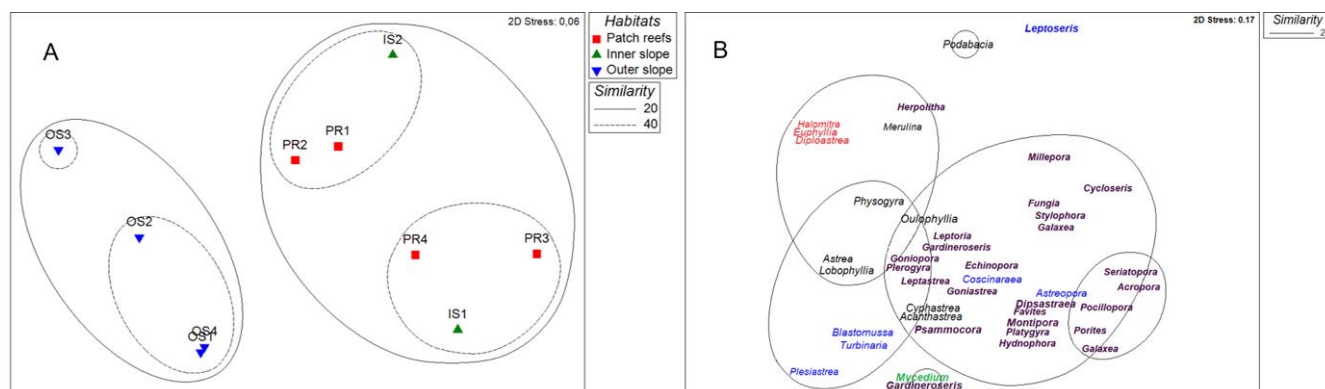 A
2D Stress: 0,06
IS2
PR1
PR2
OS3
OS2
PR4
PR3
OS4
OS1
IS1
Habitats
Patch reefs
Inner slope
Outer slope
Similarity
20
40
B
2D Stress: 0.17
Leptoseris
Podabacia
Herpolitha
Halomitra
Merulina
Euphyllia
Diploastrea
Millepora
Cycloseris
Physogyra
Fungia
Oulophyllia
Stylophora
Galaxea
Leptoria
Gardineroseris
Astrea
Goniopora
Lobophyllia
Plerogyra
Echinopora
Seriatopora
Leptastrea
Coscinaraea
Acropora
Goniastrea
Astreopora
Cyphastrea
Dipsastraea
Pocillopora
Acanthastrea
Favites
Blastomussa
Psammocora
Montipora
Platygyra
Porites
Turbinaria
Hydnophora
Galaxea
Plesiastrea
Mycedium
Gardineroseris
Similarity